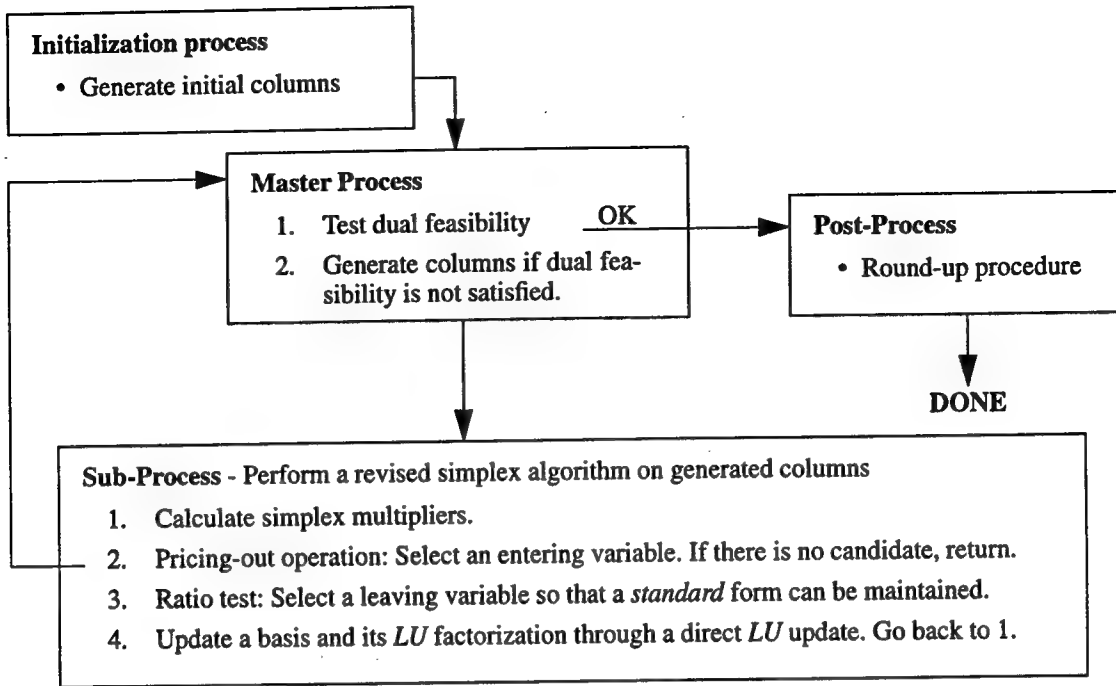 Initialization process
• Generate initial columns
Master Process
1. Test dual feasibility OK
2. Generate columns if dual fea-
sibility is not satisfied.
Post-Process
• Round-up procedure
DONE
Sub-Process - Perform a revised simplex algorithm on generated columns
1. Calculate simplex multipliers.
2. Pricing-out operation: Select an entering variable. If there is no candidate, return.
3. Ratio test: Select a leaving variable so that a standard form can be maintained.
4. Update a basis and its LU factorization through a direct LU update. Go back to 1.